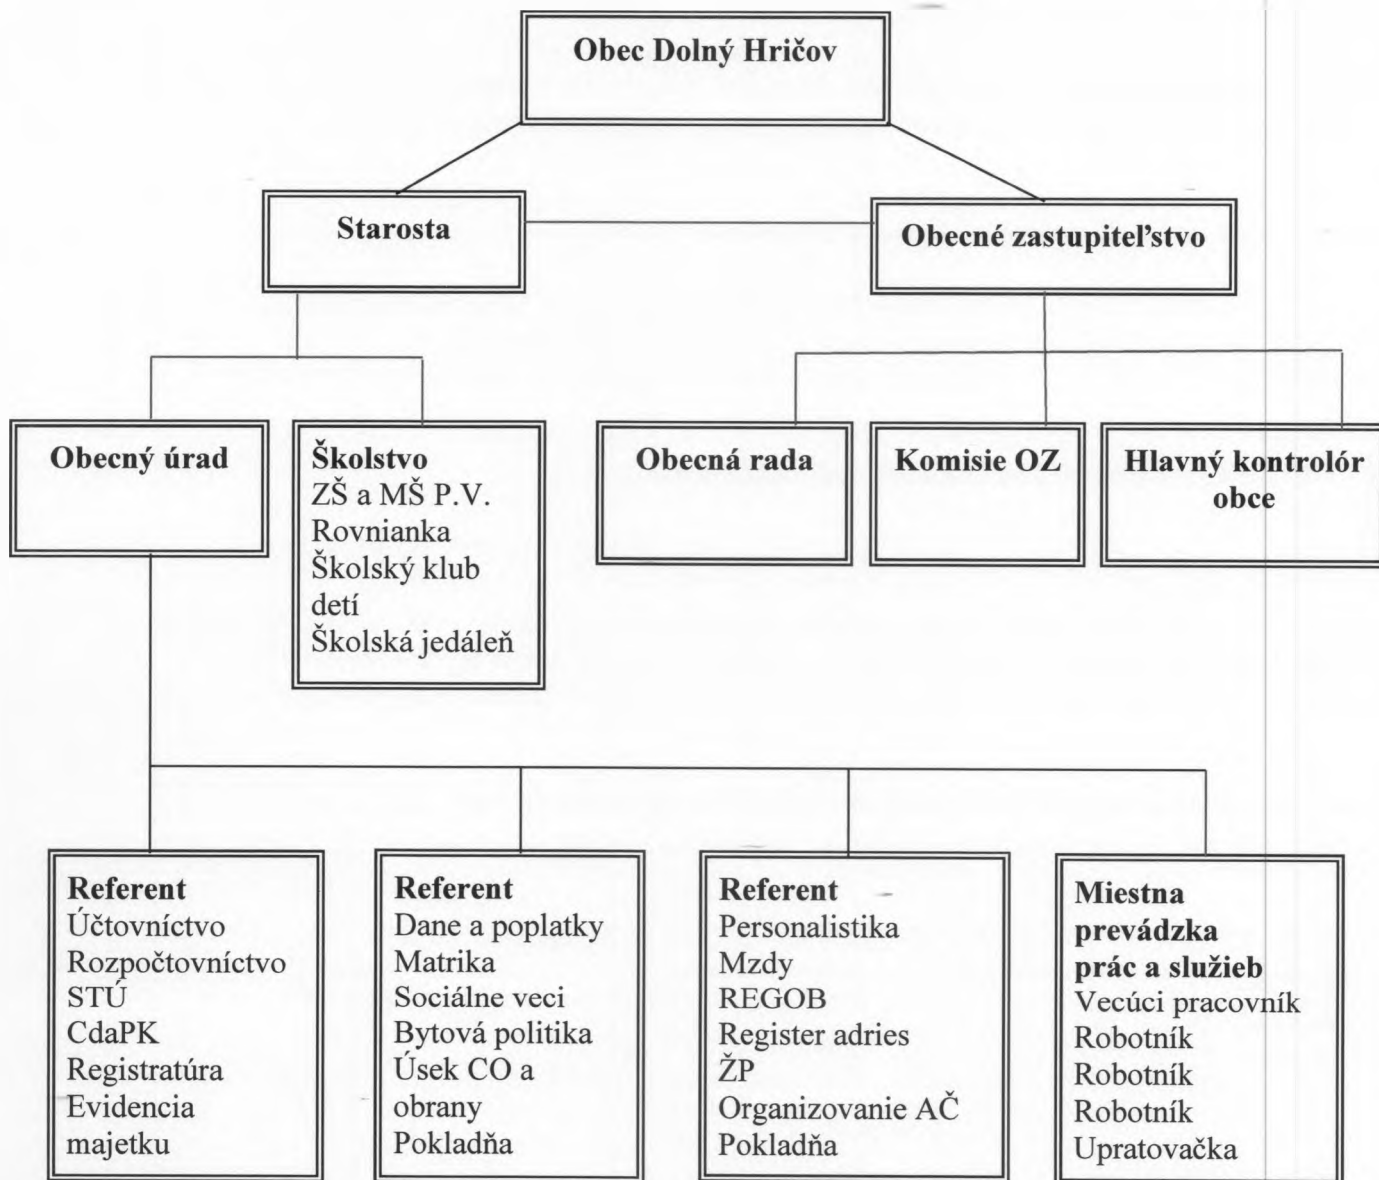 Obec Dolný Hričov
Starosta
Obecné zastupiteľstvo
Obecný úrad
Školstvo
ZŠ a MŠ P.V.
Rovnianka
Školský klub
detí
Školská jedáleň
Obecná rada
Komisie OZ
Hlavný kontrolór
obce
Referent
Účtovníctvo
Rozpočtovníctvo
STÚ
CdaPK
Registratúra
Evidencia
majetku
Referent
Dane a poplatky
Matrika
Sociálne veci
Bytová politika
Úsek CO a
obrany
Pokladňa
Referent
Personalistika
Mzdy
REGOB
Register adries
ŽP
Organizovanie AČ
Pokladňa
Miestna
prevádzka
prác a služieb
Vecúci pracovník
Robotník
Robotník
Robotník
Upratovačka